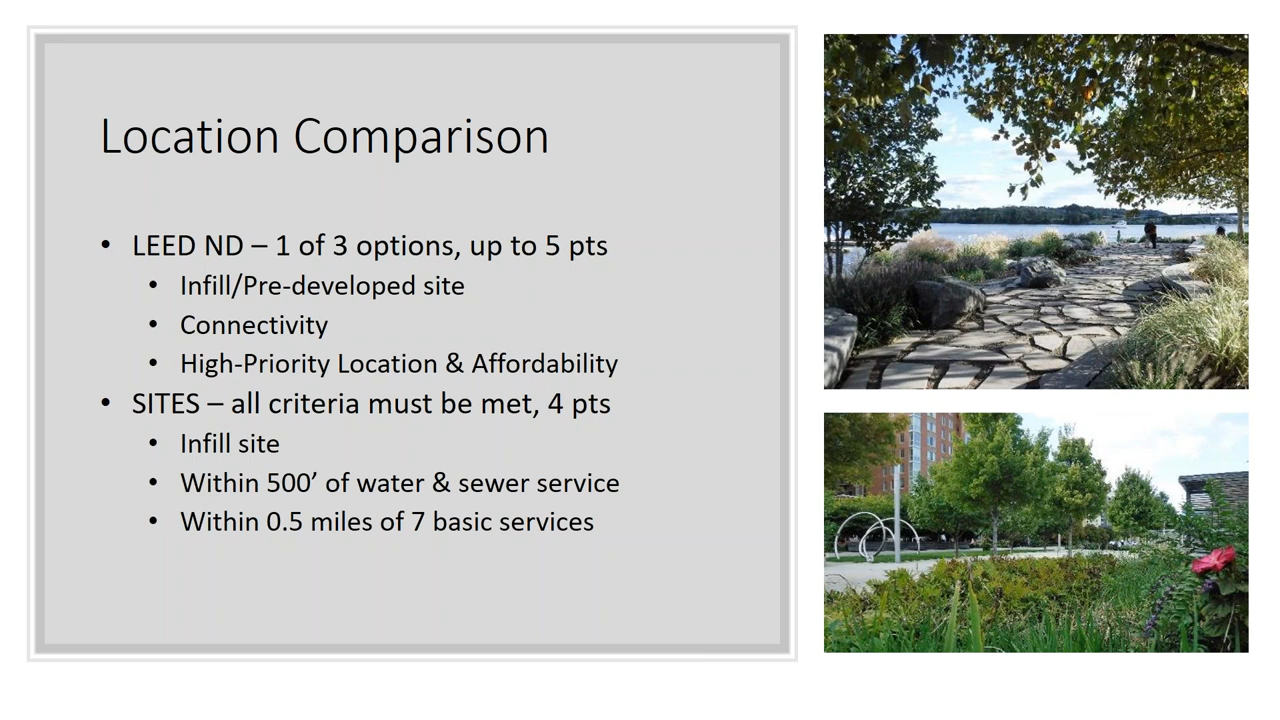 Location Comparison
• LEED ND – 1 of 3 options, up to 5 pts
• Infill/Pre-developed site
• Connectivity
• High-Priority Location & Affordability
• SITES – all criteria must be met, 4 pts
• Infill site
• Within 500’ of water & sewer service
• Within 0.5 miles of 7 basic services